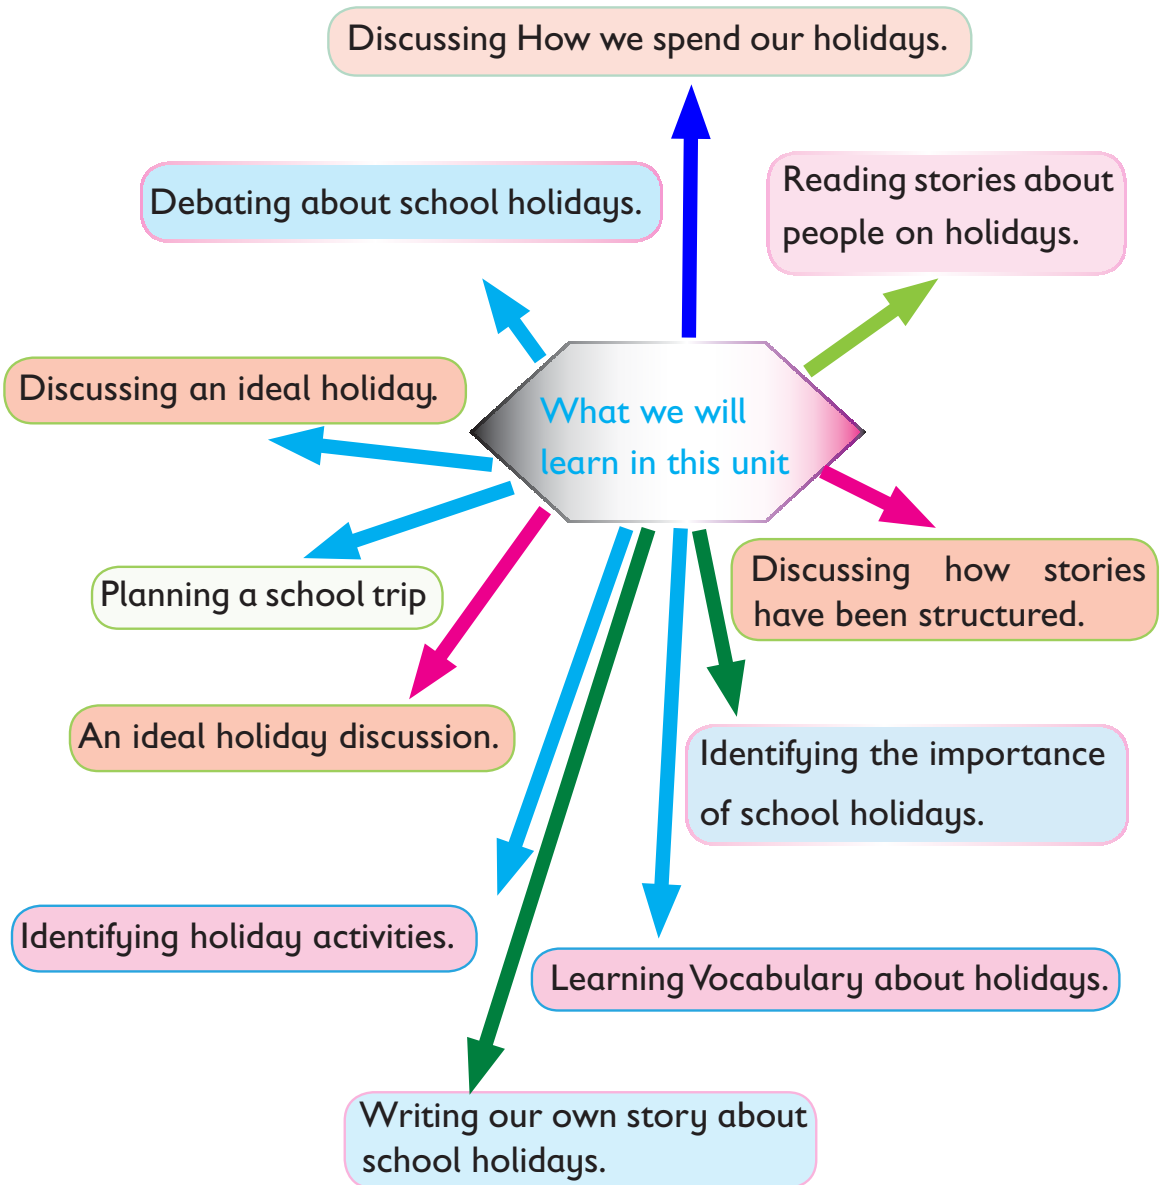 Discussing How we spend our holidays.
Debating about school holidays.
Reading stories about
people on holidays.
Discussing an ideal holiday.
What we will
learn in this unit
Planning a school trip
Discussing how stories
have been structured.
An ideal holiday discussion.
Identifying the importance
of school holidays.
Identifying holiday activities.
Learning Vocabulary about holidays.
Writing our own story about
school holidays.